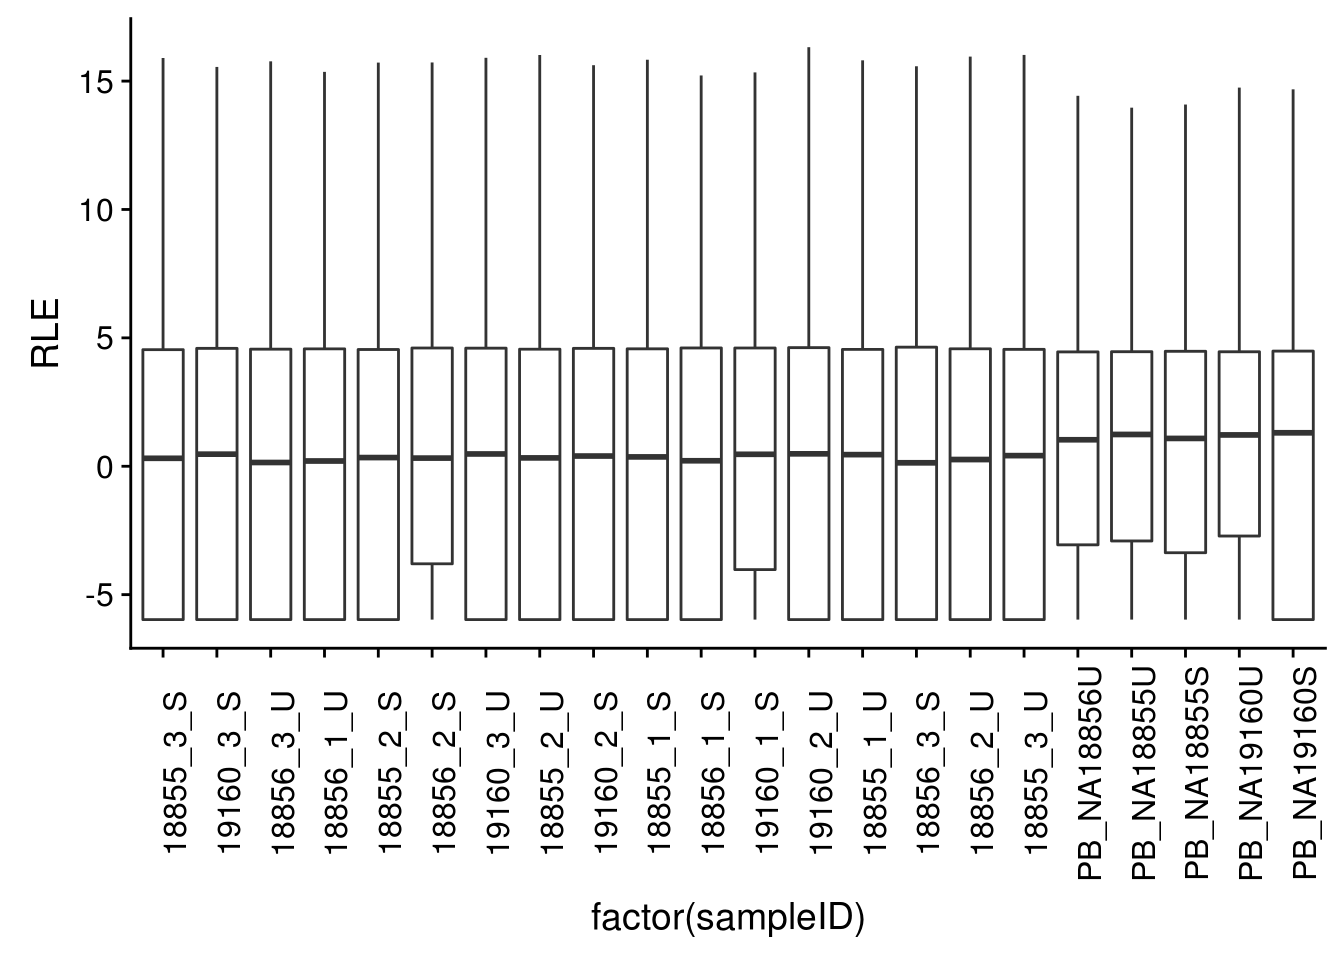 RLE
15
10
5
0
-5
18855_3_S
19160_3_S
18856_3_U
18856_1_U
18855_2_S
18856_2_S
19160_3_U
18855_2_U
19160_2_S
18855_1_S
18856_1_S
19160_1_S
19160_2_U
18855_1_U
18856_3_S
18856_2_U
18855_3_U
PB_NA18856U
PB_NA18855U
PB_NA18855S
PB_NA19160U
PB_NA19160S
factor(sampleID)